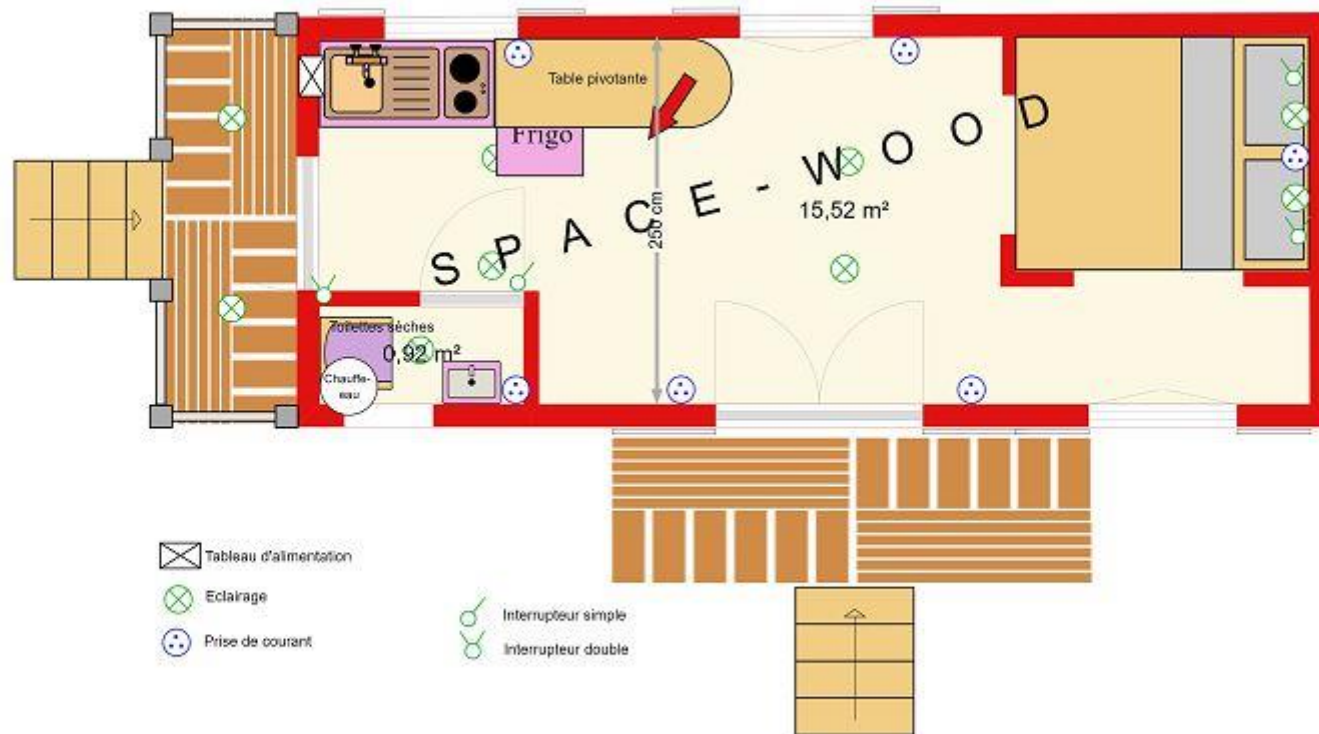 Table pivotante
Frigo
SPACE-WOOD
250 cm
15,52 m²
Toilettes sèches
0,92 m²
Chauffe-
eau
Tableau d'alimentation
Eclairage
Prise de courant
Interrupteur simple
Interrupteur double